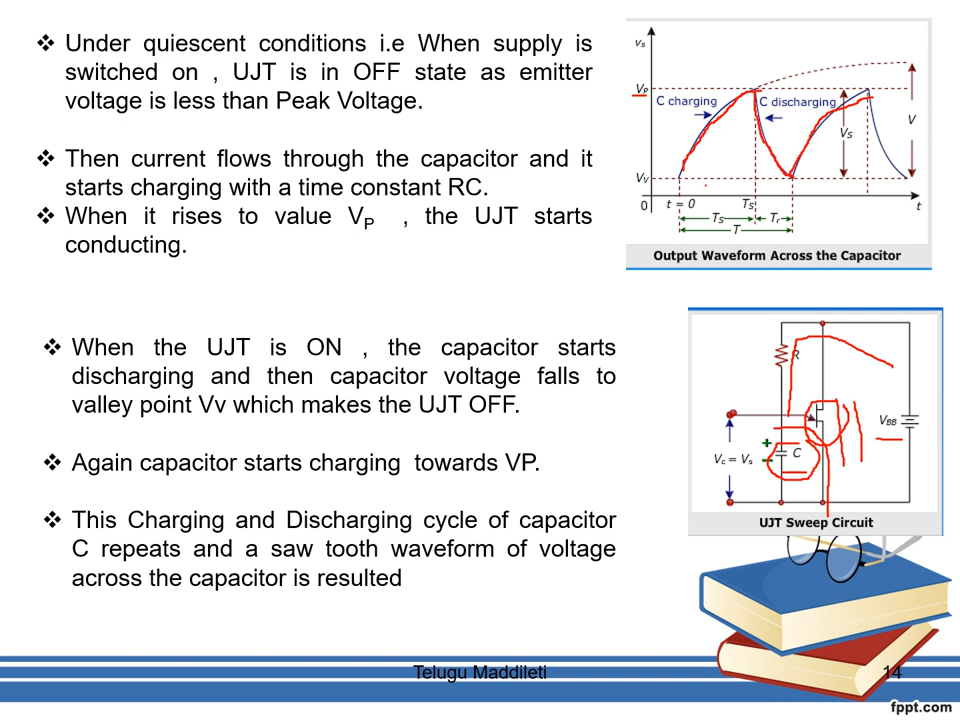 ❖ Under quiescent conditions i.e When supply is
switched on , UJT is in OFF state as emitter
voltage is less than Peak Voltage.
❖ Then current flows through the capacitor and it
starts charging with a time constant RC.
❖ When it rises to value VP , the UJT starts
conducting.
vs
VP
C charging
C discharging
VS
V
VV
0
t = 0
TS
t
TS
Tr
T
Output Waveform Across the Capacitor
❖ When the UJT is ON , the capacitor starts
discharging and then capacitor voltage falls to
valley point Vv which makes the UJT OFF.
❖ Again capacitor starts charging towards VP.
❖ This Charging and Discharging cycle of capacitor
C repeats and a saw tooth waveform of voltage
across the capacitor is resulted
R
VBB
+
C
Vc = Vs
−
UJT Sweep Circuit
Telugu Maddileti
14
fppt.com